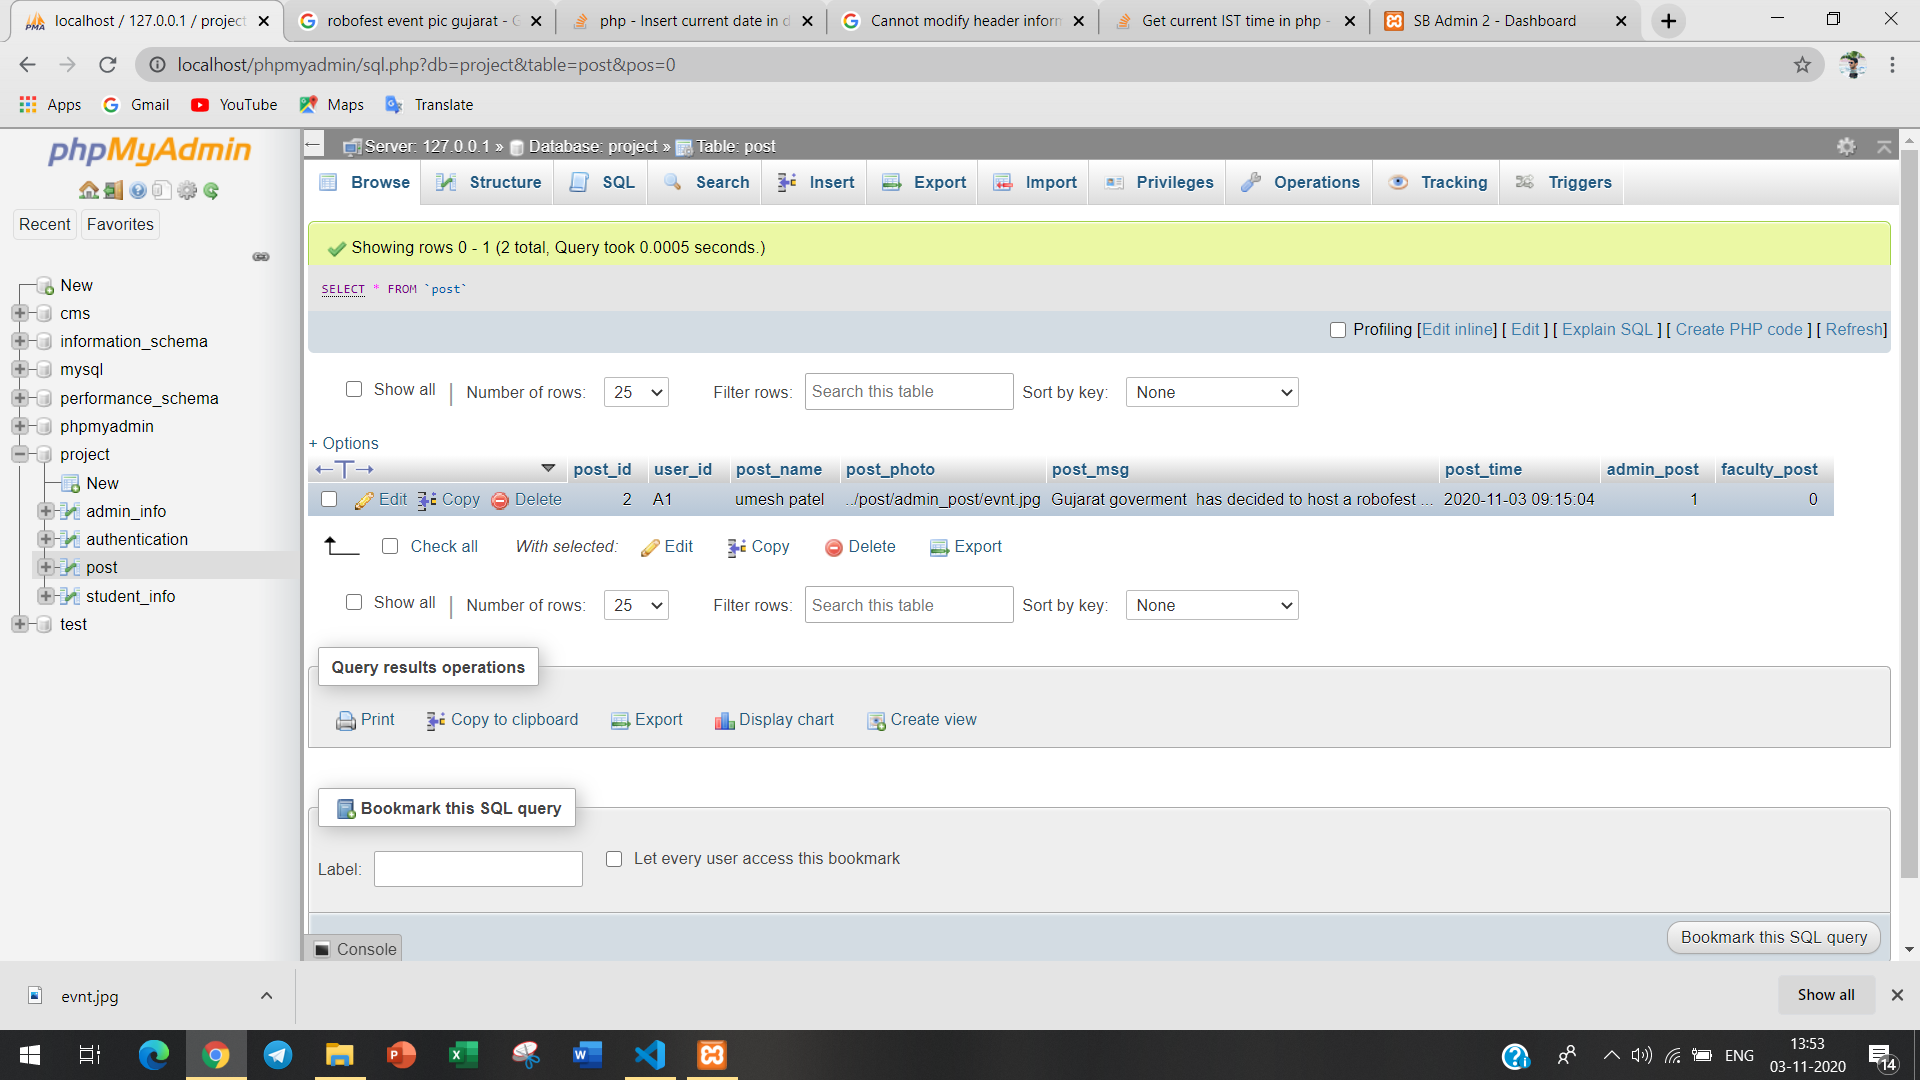 localhost / 127.0.0.1 / project
robofest event pic gujarat - G
php - Insert current date in d
Cannot modify header inform
Get current IST time in php -
SB Admin 2 - Dashboard
localhost/phpmyadmin/sql.php?db=project&table=post&pos=0
Apps Gmail YouTube Maps Translate
phpMyAdmin
Recent Favorites
New
cms
information_schema
mysql
performance_schema
phpmyadmin
project
New
admin_info
authentication
post
student_info
test
Server: 127.0.0.1 » Database: project » Table: post
Browse Structure SQL Search Insert Export Import Privileges Operations Tracking Triggers
Showing rows 0 - 1 (2 total, Query took 0.0005 seconds.)
SELECT * FROM `post`
Profiling [Edit inline] [ Edit ] [ Explain SQL ] [ Create PHP code ] [ Refresh]
Show all | Number of rows: 25 Filter rows: Search this table Sort by key: None
+ Options
←T→ post_id user_id post_name post_photo post_msg post_time admin_post faculty_post
Edit Copy Delete 2 A1 umesh patel ../post/admin_post/evnt.jpg Gujarat goverment has decided to host a robofest ... 2020-11-03 09:15:04 1 0
Check all With selected: Edit Copy Delete Export
Show all | Number of rows: 25 Filter rows: Search this table Sort by key: None
Query results operations
Print Copy to clipboard Export Display chart Create view
Bookmark this SQL query
Label: Let every user access this bookmark
Bookmark this SQL query
Console
evnt.jpg
Show all
ENG
13:53
03-11-2020
14